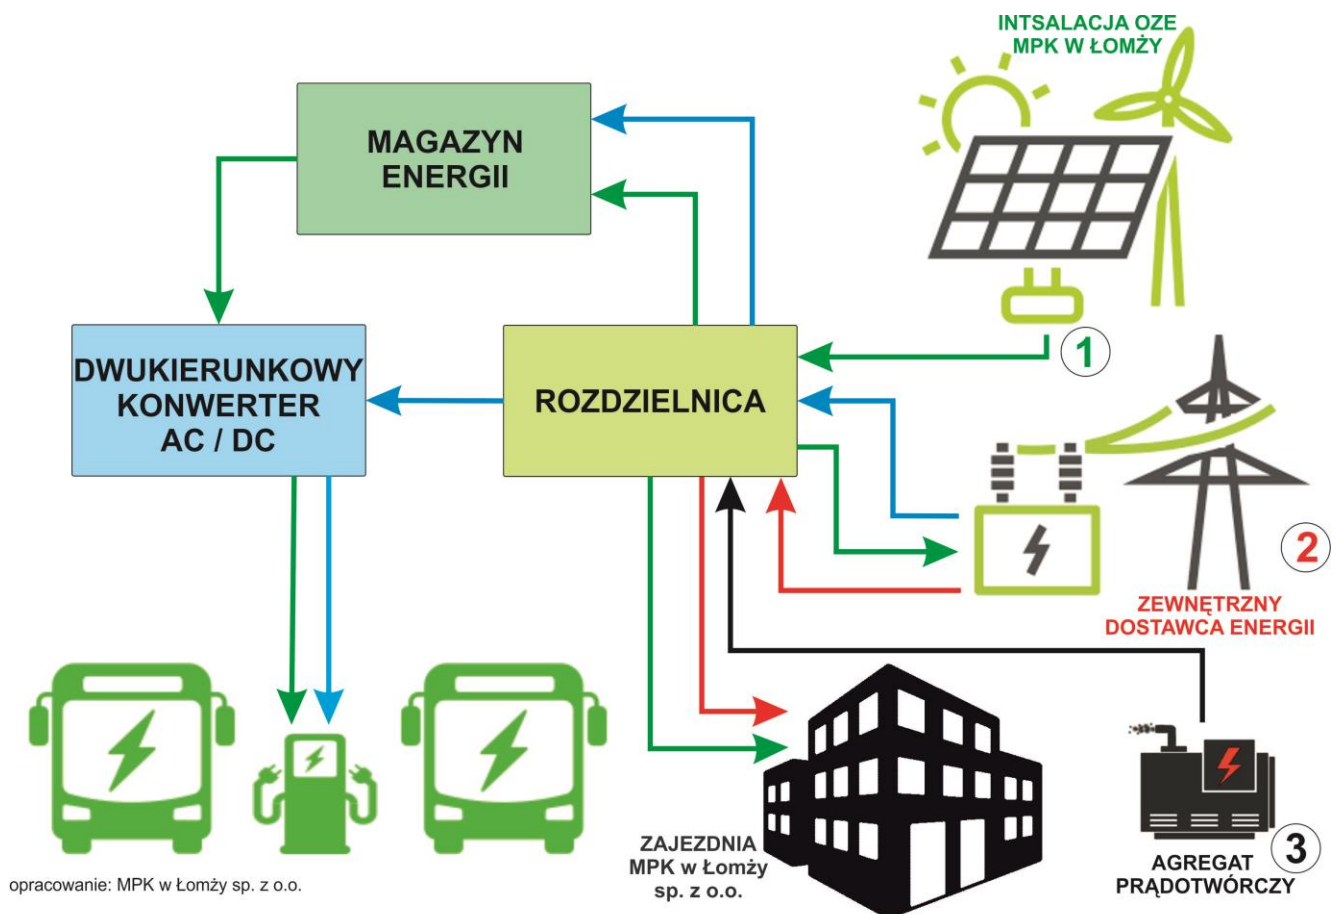 INTSALACJA OZE
MPK W ŁOMŻY
MAGAZYN
ENERGII
1
DWUKIERUNKOWY
KONWERTER
AC / DC
ROZDZIELNICA
2
ZEWNĘTRZNY
DOSTAWCA ENERGII
ZAJEZDNIA
MPK w Łomży
sp. z o.o.
3
AGREGAT
PRĄDOTWÓRCZY
opracowanie: MPK w Łomży sp. z o.o.